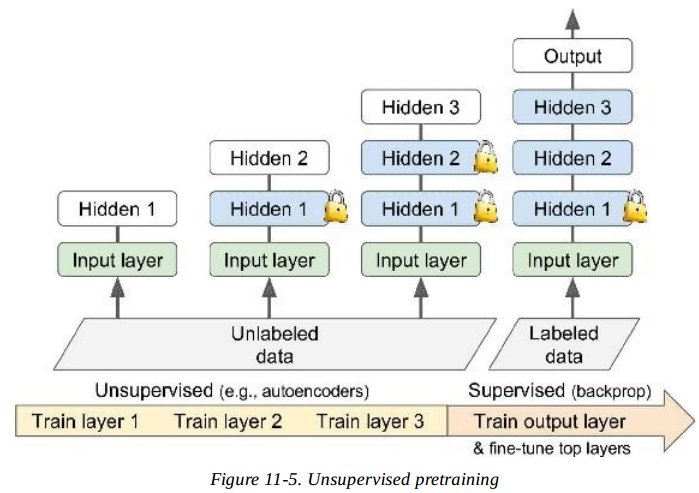 Output
Hidden 3
Hidden 3
Hidden 2
Hidden 2
Hidden 2
Hidden 1
Hidden 1
Hidden 1
Hidden 1
Input layer
Input layer
Input layer
Input layer
Unlabeled
data
Labeled
data
Unsupervised (e.g., autoencoders)
Supervised (backprop)
Train layer 1
Train layer 2
Train layer 3
Train output layer
& fine-tune top layers
Figure 11-5. Unsupervised pretraining